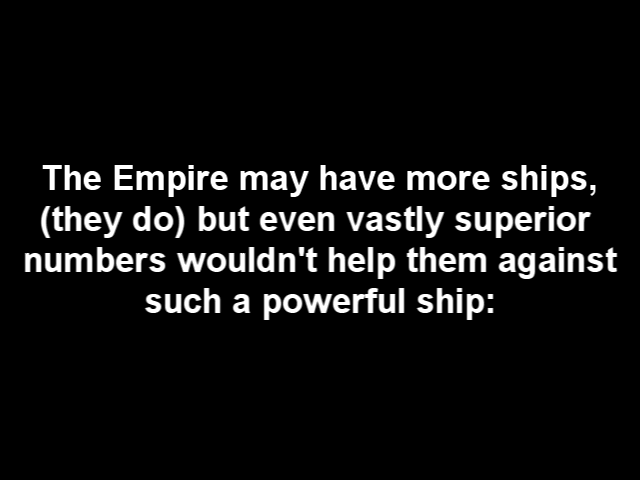 The Empire may have more ships,
(they do) but even vastly superior
numbers wouldn't help them against
such a powerful ship: